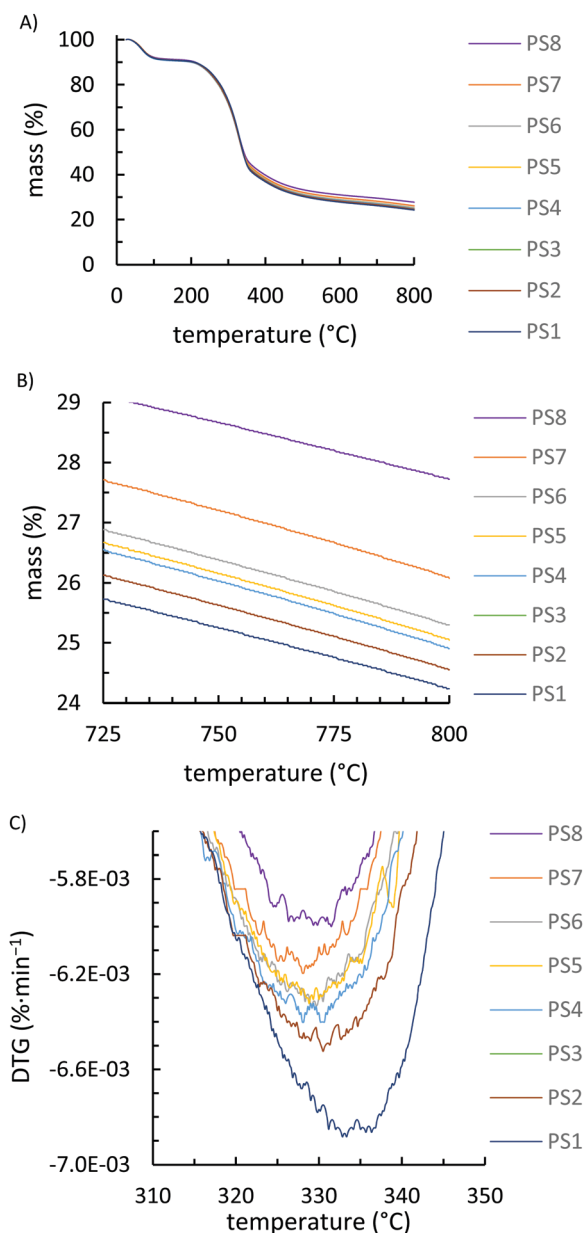 A)
100
80
60
40
20
0
mass (%)
0 200 400 600 800
temperature (°C)
PS8
PS7
PS6
PS5
PS4
PS3
PS2
PS1
B)
29
28
27
26
25
24
mass (%)
725 750 775 800
temperature (°C)
PS8
PS7
PS6
PS5
PS4
PS3
PS2
PS1
C)
-5.8E-03
-6.2E-03
-6.6E-03
-7.0E-03
DTG (%·min⁻¹)
310 320 330 340 350
temperature (°C)
PS8
PS7
PS6
PS5
PS4
PS3
PS2
PS1